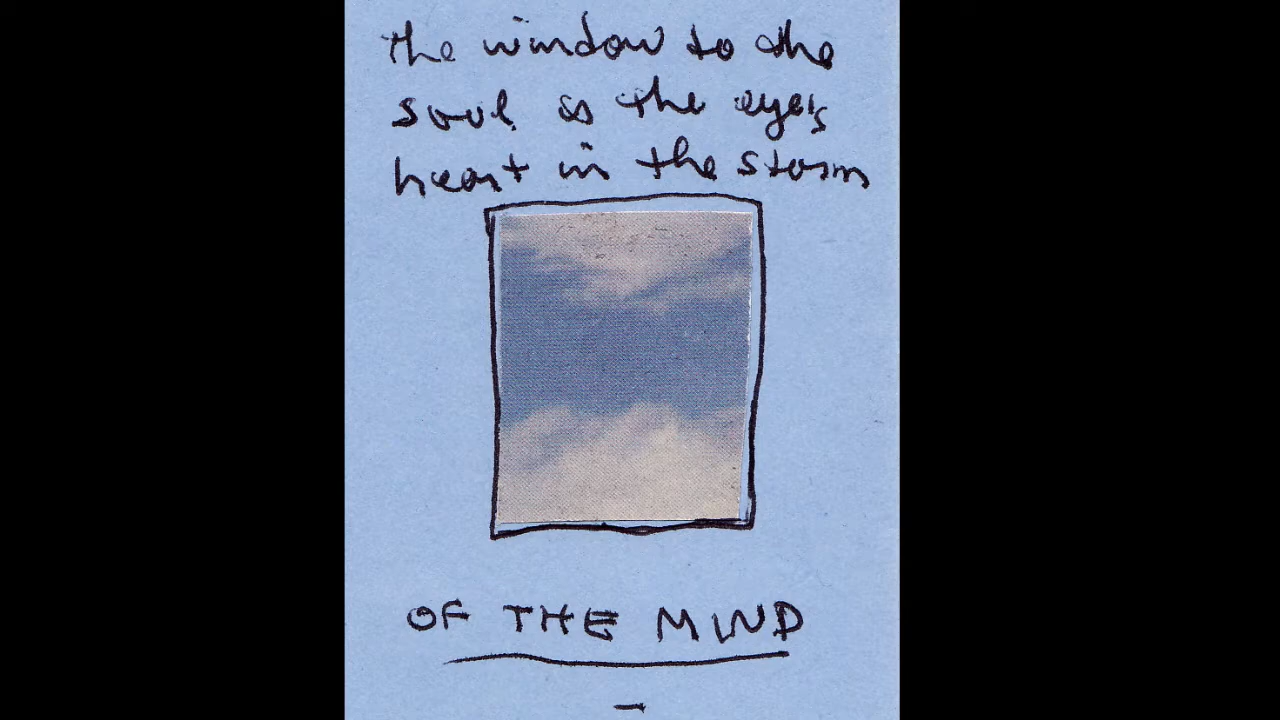 the window to the
soul is the eye's
heart in the storm
OF THE MIND